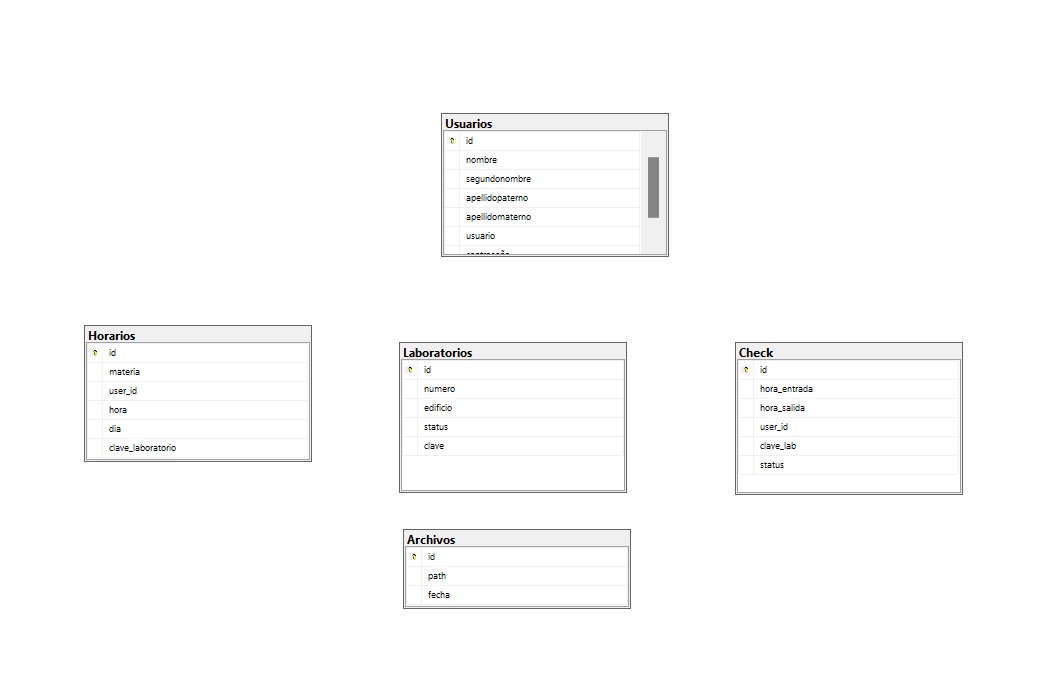 Usuarios
id
nombre
segundonombre
apellidopaterno
apellidomaterno
usuario
Horarios
id
materia
user_id
hora
dia
clave_laboratorio
Laboratorios
id
numero
edificio
status
clave
Check
id
hora_entrada
hora_salida
user_id
clave_lab
status
Archivos
id
path
fecha